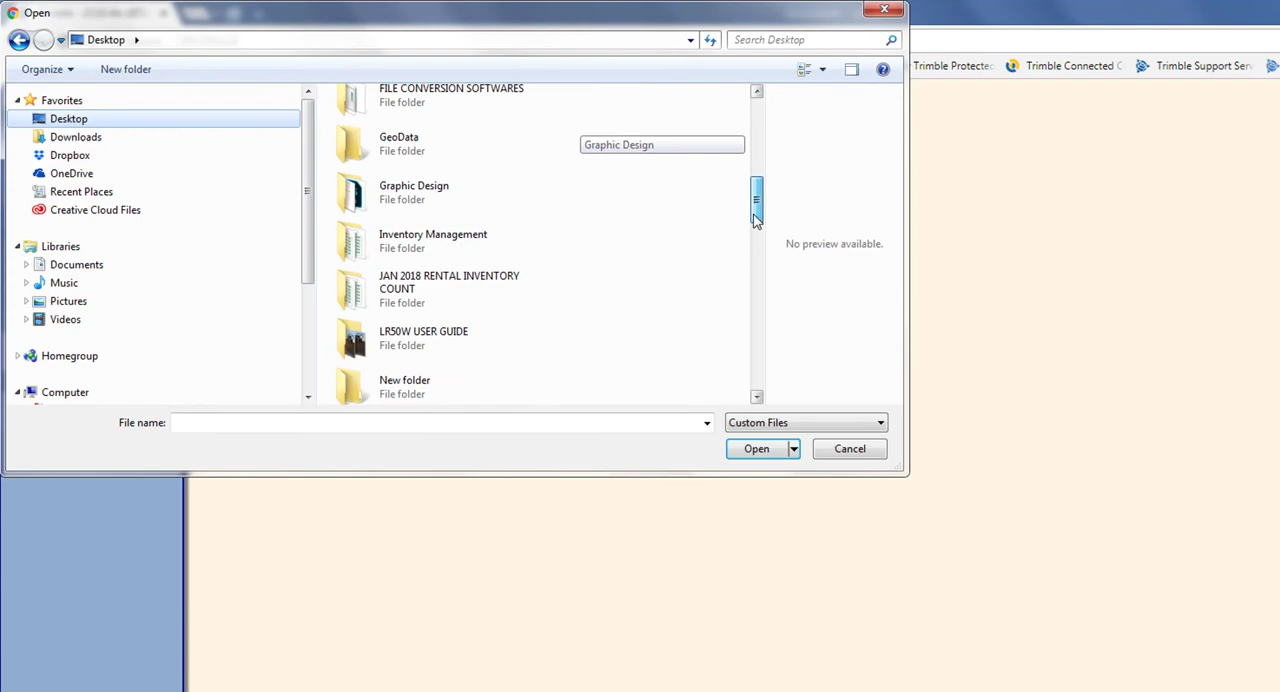 Open
Desktop
Search Desktop
Trimble Protected
Trimble Connected C
Trimble Support Serv
Organize
New folder
Favorites
Desktop
Downloads
Dropbox
OneDrive
Recent Places
Creative Cloud Files
Libraries
Documents
Music
Pictures
Videos
Homegroup
Computer
FILE CONVERSION SOFTWARES
File folder
GeoData
File folder
Graphic Design
Graphic Design
File folder
Inventory Management
File folder
JAN 2018 RENTAL INVENTORY
COUNT
File folder
LR50W USER GUIDE
File folder
New folder
File folder
No preview available.
File name:
Custom Files
Open
Cancel